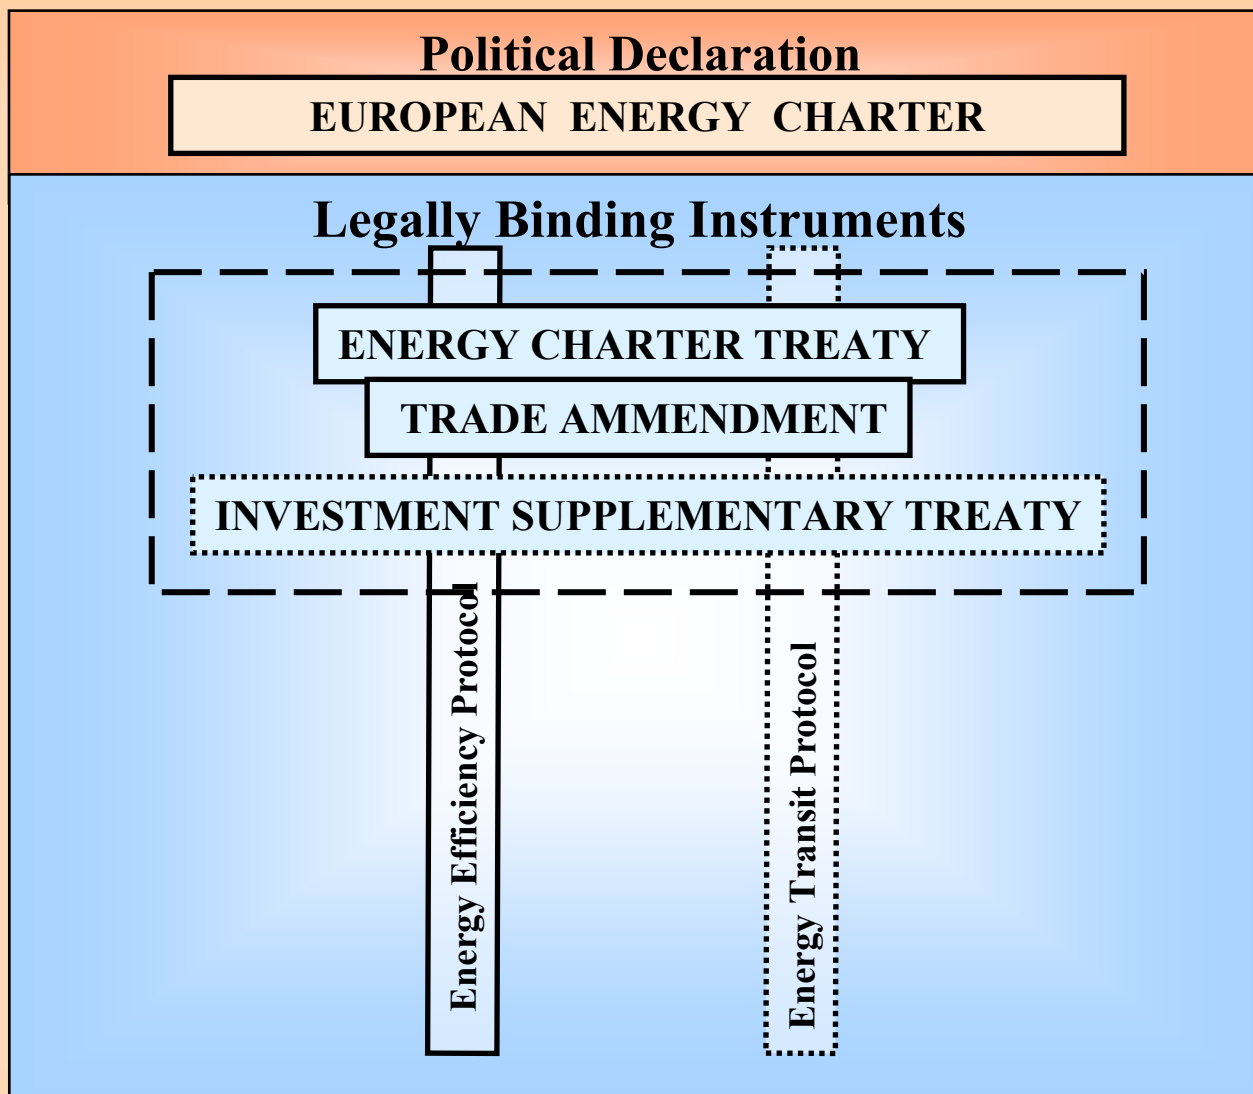 Political Declaration
EUROPEAN ENERGY CHARTER
Legally Binding Instruments
ENERGY CHARTER TREATY
TRADE AMMENDMENT
INVESTMENT SUPPLEMENTARY TREATY
Energy Efficiency Protocol
Energy Transit Protocol